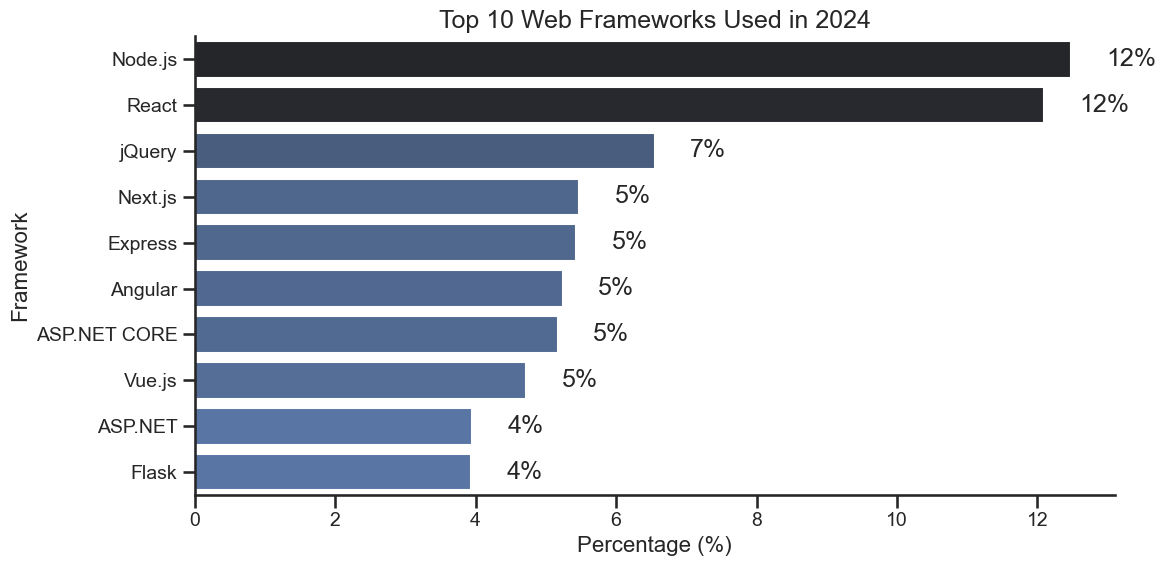 Top 10 Web Frameworks Used in 2024
Framework
Node.js 12%
React 12%
jQuery 7%
Next.js 5%
Express 5%
Angular 5%
ASP.NET CORE 5%
Vue.js 5%
ASP.NET 4%
Flask 4%
0 2 4 6 8 10 12
Percentage (%)